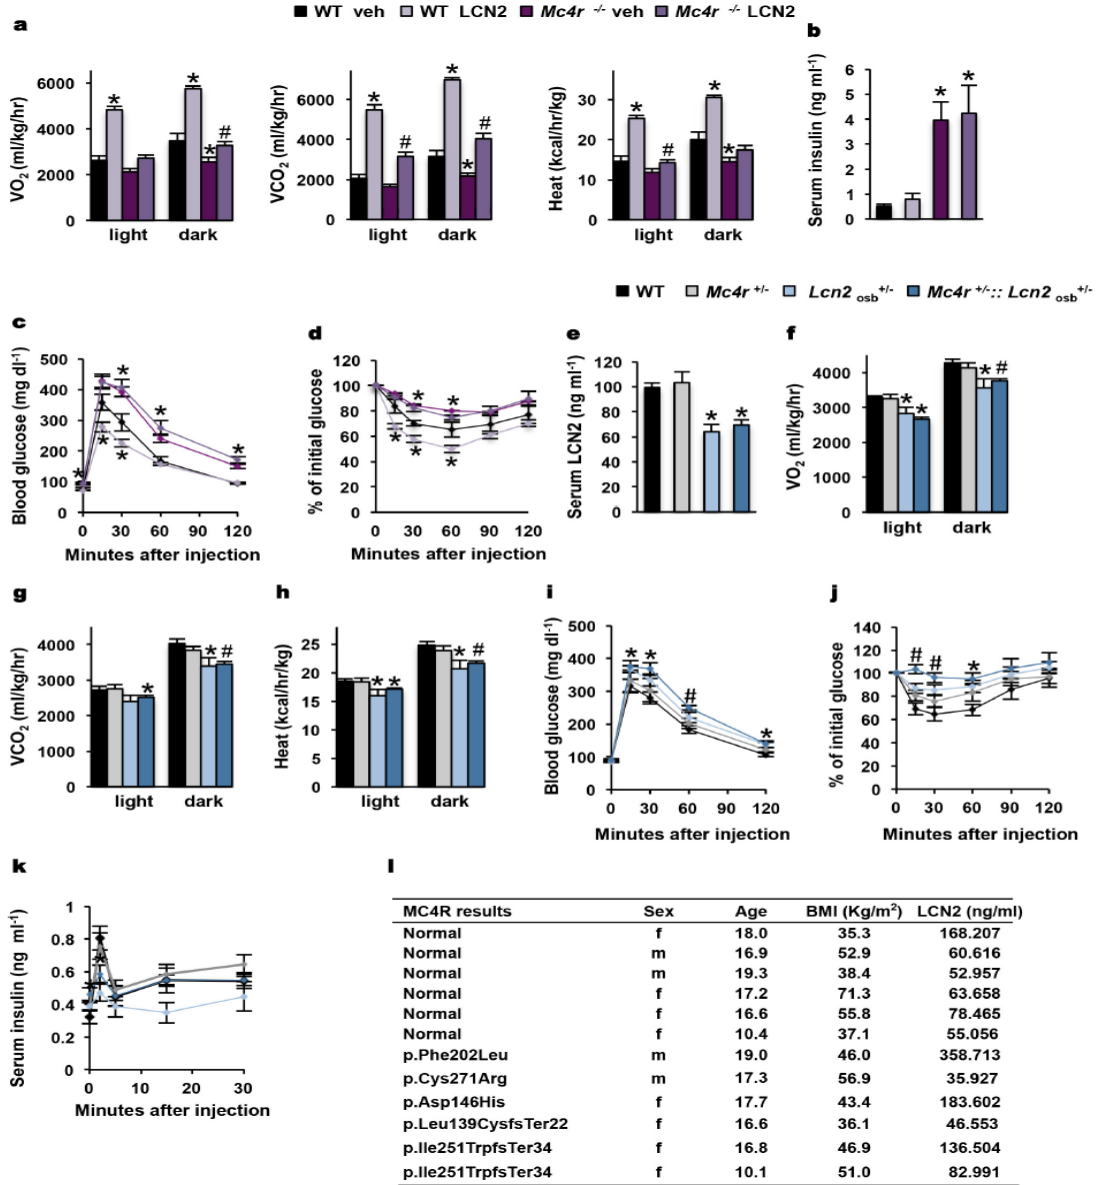 WT veh WT LCN2 Mc4r -/- veh Mc4r -/- LCN2
a
VO2 (ml/kg/hr)
6000
4000
2000
0
* * * #
light dark
VCO2 (ml/kg/hr)
6000
4000
2000
0
* # * * #
light dark
Heat (kcal/hr/kg)
30
20
10
0
* # * *
light dark
b
Serum insulin (ng ml-1)
6
5
4
3
2
1
0
* *
WT Mc4r +/- Lcn2 osb+/- Mc4r +/-:: Lcn2 osb+/-
c
Blood glucose (mg dl-1)
500
400
300
200
100
0
* * * * * *
0 30 60 90 120
Minutes after injection
d
% of initial glucose
120
100
80
60
40
20
0
* * * * *
0 30 60 90 120
Minutes after injection
e
Serum LCN2 (ng ml-1)
120
100
80
60
40
20
0
* *
f
VO2 (ml/kg/hr)
4000
3000
2000
1000
0
* * * #
light dark
g
VCO2 (ml/kg/hr)
4000
3000
2000
1000
0
* * #
light dark
h
Heat (kcal/hr/kg)
25
20
15
10
5
0
* * * #
light dark
i
Blood glucose (mg dl-1)
500
400
300
200
100
0
* * # *
0 30 60 90 120
Minutes after injection
j
% of initial glucose
140
120
100
80
60
40
20
0
# # *
0 30 60 90 120
Minutes after injection
k
Serum insulin (ng ml-1)
1
0.8
0.6
0.4
0.2
0
*
0 10 20 30
Minutes after injection
l
MC4R results Sex Age BMI (Kg/m2) LCN2 (ng/ml)
Normal f 18.0 35.3 168.207
Normal m 16.9 52.9 60.616
Normal m 19.3 38.4 52.957
Normal f 17.2 71.3 63.658
Normal f 16.6 55.8 78.465
Normal f 10.4 37.1 55.056
p.Phe202Leu m 19.0 46.0 358.713
p.Cys271Arg m 17.3 56.9 35.927
p.Asp146His f 17.7 43.4 183.602
p.Leu139CysfsTer22 f 16.6 36.1 46.553
p.Ile251TrpfsTer34 f 16.8 46.9 136.504
p.Ile251TrpfsTer34 f 10.1 51.0 82.991